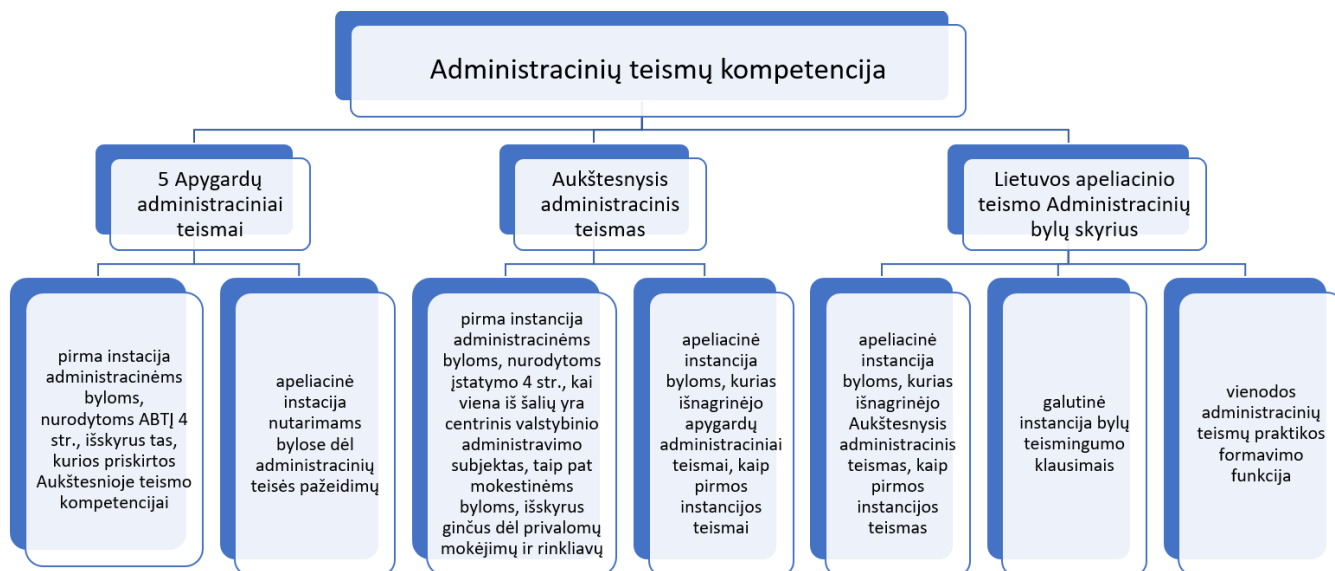 Administracinių teismų kompetencija
5 Apygardų
administraciniai
teismai
Aukštesnysis
administracinis
teismas
Lietuvos apeliacinio
teismo Administracinių
bylų skyrius
pirma instacija
administracinėms
byloms,
nurodytoms ABTĮ 4
str., išskyrus tas,
kurios priskirtos
Aukštesnioje teismo
kompetencijai
apeliacinė
instacija
nutarimams
bylose dėl
administracinių
teisės pažeidimų
pirma instancija
administracinėms
byloms, nurodytoms
įstatymo 4 str., kai
viena iš šalių yra
centrinis valstybinio
administravimo
subjektas, taip pat
mokestinėms
byloms, išskyrus
ginčus dėl privalomų
mokėjimų ir rinkliavų
apeliacinė
instancija
byloms, kurias
išnagrinėjo
apygardų
administraciniai
teismai, kaip
pirmos
instancijos
teismai
apeliacinė
instancija
byloms, kurias
išnagrinėjo
Aukštesnysis
administracinis
teismas, kaip
pirmos
instancijos
teismas
galutinė
instancija bylų
teismingumo
klausimais
vienodos
administracinių
teismų praktikos
formavimo
funkcija